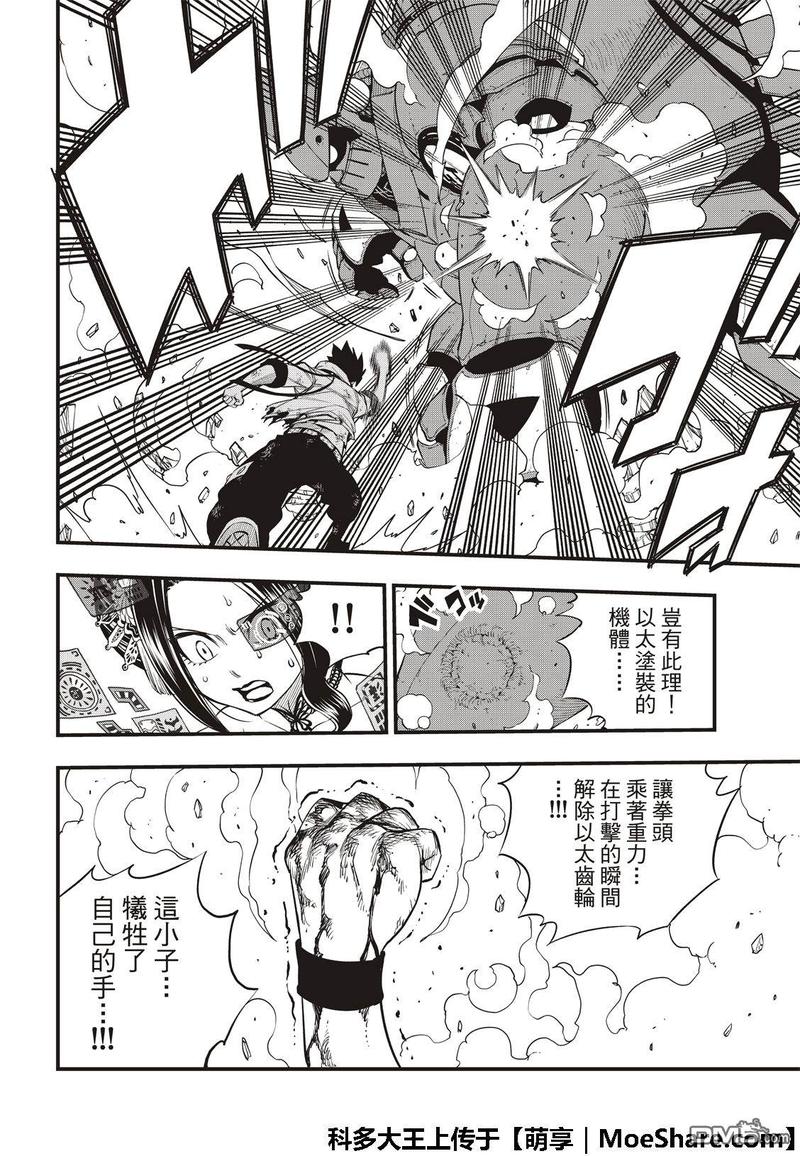 豈有此理！
以太塗裝的
機體……
!!
讓拳頭
乘著重力…
在打擊的瞬間
解除以太齒輪
…!!!
這小子…
犧牲了
自己的手…!!!
科多大王上传于【萌享｜MoeShare.com】